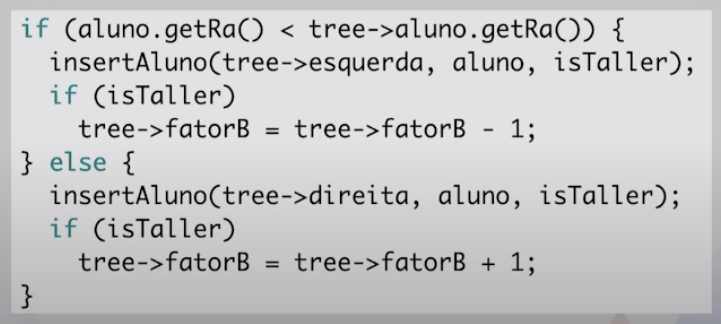 if (aluno.getRa() < tree->aluno.getRa()) {
  insertAluno(tree->esquerda, aluno, isTaller);
  if (isTaller)
    tree->fatorB = tree->fatorB - 1;
} else {
  insertAluno(tree->direita, aluno, isTaller);
  if (isTaller)
    tree->fatorB = tree->fatorB + 1;
}